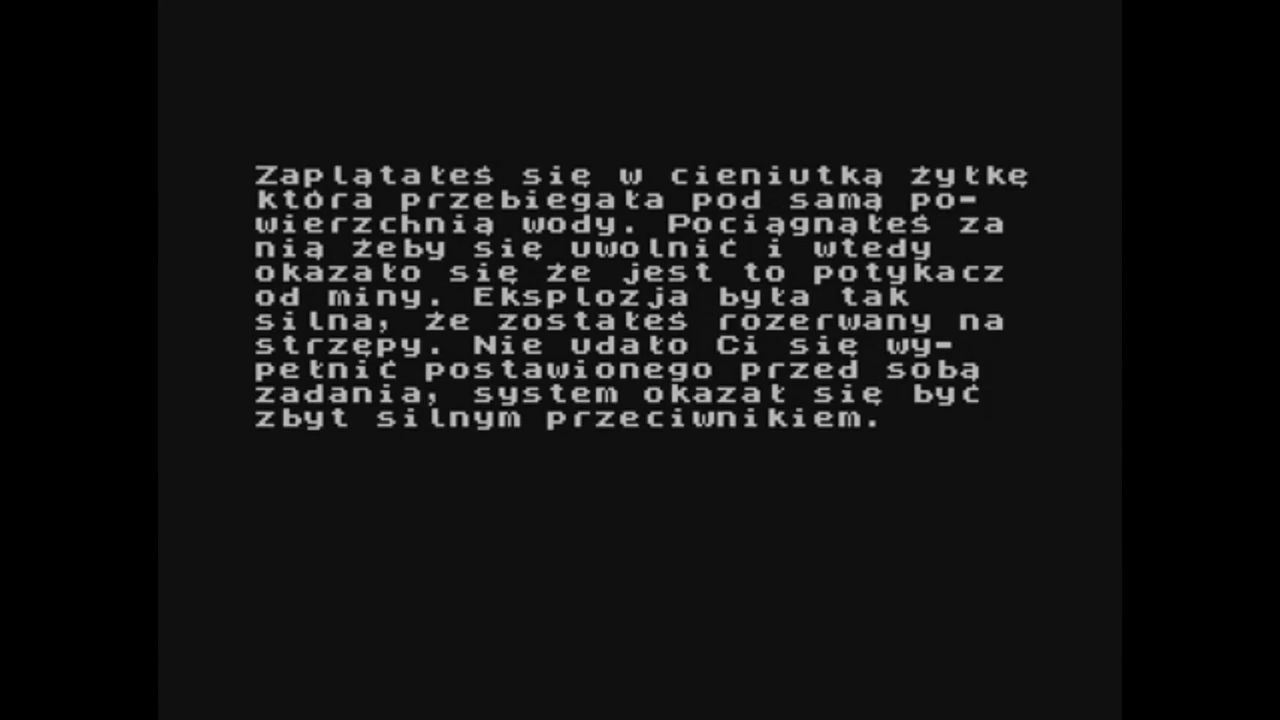 Zaplątałeś się w cieniutką żyłkę
która przebiegała pod samą po-
wierzchnią wody. Pociągnąłeś za
nią żeby się uwolnić i wtedy
okazało się że jest to potykacz
od miny. Eksplozja była tak
silna, że zostałeś rozerwany na
strzępy. Nie udało Ci się wy-
pełnić postawionego przed sobą
zadania, system okazał się być
zbyt silnym przeciwnikiem.